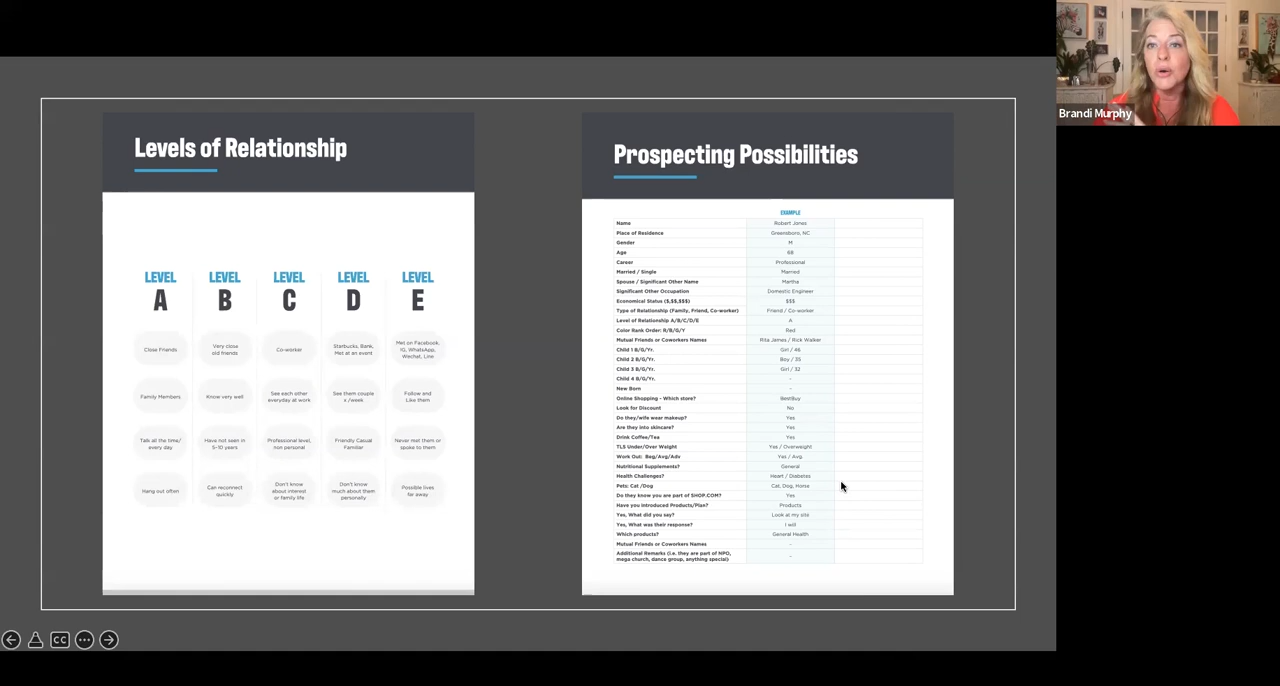 Levels of Relationship
LEVEL A
Close Friends
Family Members
Talk all the time/
every day
Hang out often
LEVEL B
Very close
old friends
Know very well
Have not seen in
5-10 years
Can reconnect
quickly
LEVEL C
Co-worker
See each other
everyday at work
Professional level,
non personal
Don't know
about interest
or family life
LEVEL D
Starbucks, Bank,
Met at an event
See them couple
x /week
Friendly Casual
Familiar
Don't know
much about them
personally
LEVEL E
Met on Facebook,
IG, WhatsApp,
Wechat, Line
Follow and
Like them
Never met them or
spoke to them
Possible lives
far away
Prospecting Possibilities
EXAMPLE
Name Robert Jones
Place of Residence Greensboro, NC
Gender M
Age 68
Career Professional
Married / Single Married
Spouse / Significant Other Name Martha
Significant Other Occupation Domestic Engineer
Economical Status ($,$$,$$$) $$$
Type of Relationship (Family, Friend, Co-worker) Friend / Co-worker
Level of Relationship A/B/C/D/E A
Color Rank Order: R/B/G/Y Red
Mutual Friends or Coworkers Names Rita James / Rick Walker
Child 1 B/G/Yr. Girl / 46
Child 2 B/G/Yr. Boy / 35
Child 3 B/G/Yr. Girl / 32
Child 4 B/G/Yr. -
New Born -
Online Shopping - Which store? BestBuy
Look for Discount No
Do they/wife wear makeup? Yes
Are they into skincare? Yes
Drink Coffee/Tea Yes
TLS Under/Over Weight Yes / Overweight
Work Out: Beg/Avg/Adv Yes / Avg
Nutritional Supplements? General
Health Challenges? Heart / Diabetes
Pets: Cat /Dog Cat, Dog, Horse
Do they know you are part of SHOP.COM? Yes
Have you introduced Products/Plan? Products
Yes, What did you say? Look at my site
Yes, What was their response? I will
Which products? General Health
Mutual Friends or Coworkers Names -
Additional Remarks (i.e. they are part of NPO,
mega church, dance group, anything special) -
Brandi Murphy
CC